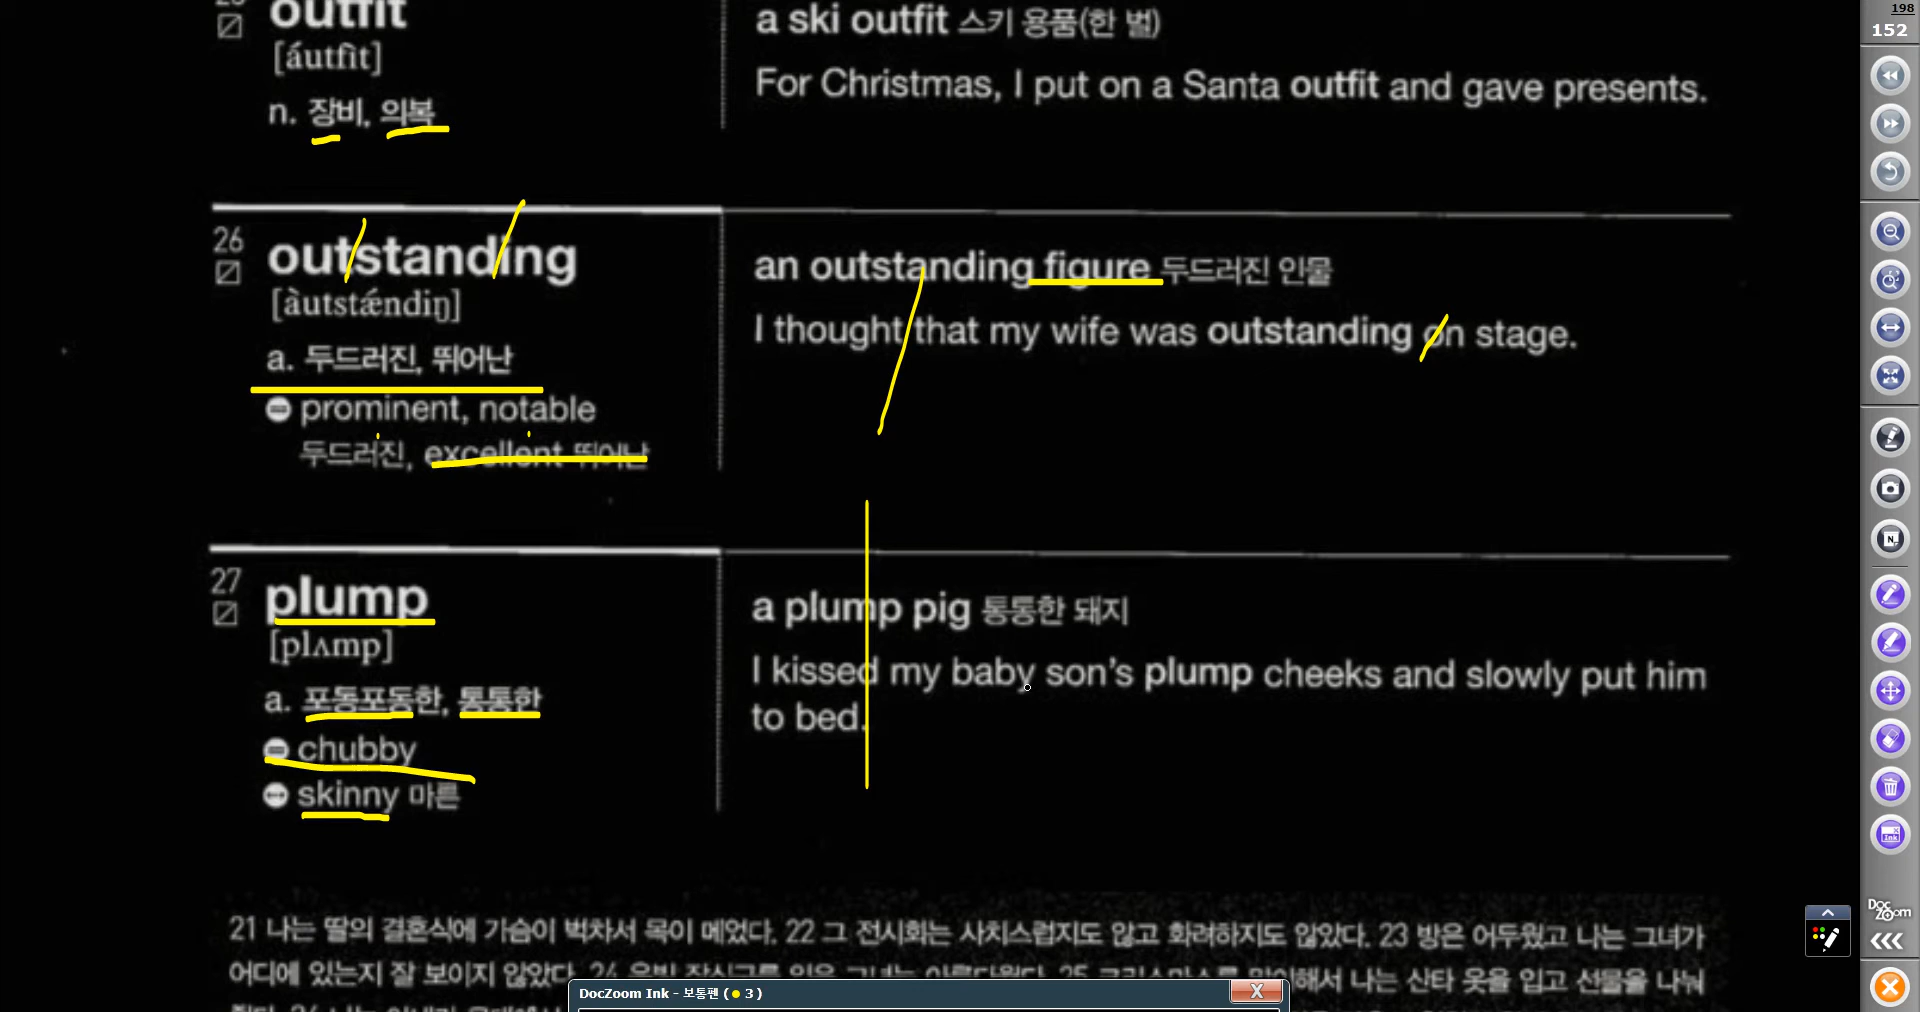 198
152
outfit
[áutfit]
n. 장비, 의복
a ski outfit 스키 용품(한 벌)
For Christmas, I put on a Santa outfit and gave presents.
26
outstanding
[àutstǽndiŋ]
a. 두드러진, 뛰어난
prominent, notable
두드러진, excellent 뛰어난
an outstanding figure 두드러진 인물
I thought that my wife was outstanding on stage.
27
plump
[plʌmp]
a. 포동포동한, 통통한
chubby
skinny 마른
a plump pig 통통한 돼지
I kissed my baby son's plump cheeks and slowly put him
to bed.
21 나는 딸의 결혼식에 가슴이 벅차서 목이 메었다. 22 그 전시회는 사치스럽지도 않고 화려하지도 않았다. 23 방은 어두웠고 나는 그녀가
어디에 있는지 잘 보이지 않았다. 24 25 해서 나는 산타 옷을 입고 선물을 나눠
DocZoom Ink - 보통펜 ( 3 )
Doc Zoom